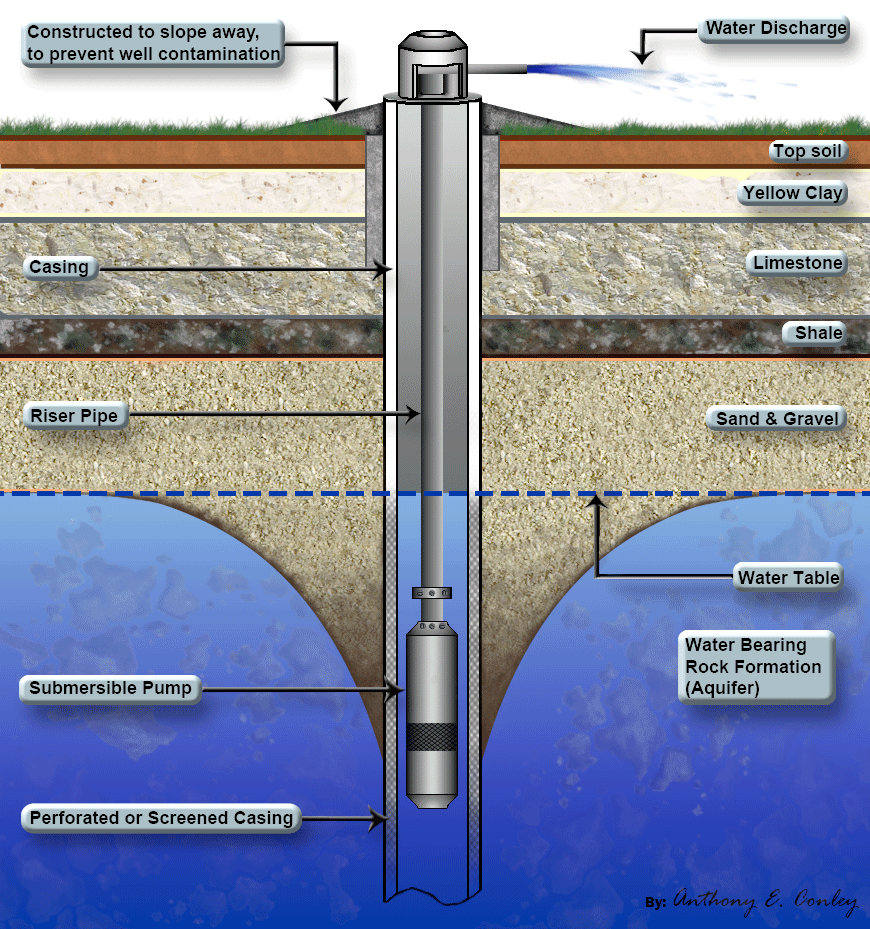 Constructed to slope away,
to prevent well contamination
Water Discharge
Top soil
Yellow Clay
Limestone
Casing
Shale
Riser Pipe
Sand & Gravel
Water Table
Water Bearing
Rock Formation
(Aquifer)
Submersible Pump
Perforated or Screened Casing
By: Anthony E. Conley